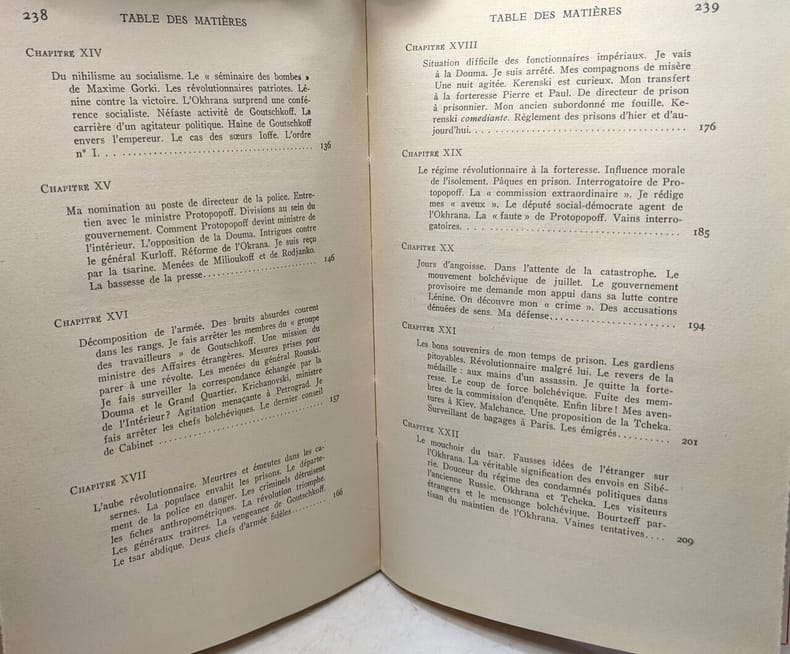 238
TABLE DES MATIÈRES
CHAPITRE XIV
Du nihilisme au socialisme. Le « séminaire des bombes »
de Maxime Gorki. Les révolutionnaires patriotes. Lé-
nine contre la victoire. L'Okhrana surprend une confé-
rence socialiste. Néfaste activité de Goutschkoff. La
carrière d'un agitateur politique. Haine de Goutschkoff
envers l'empereur. Le cas des sœurs Ioffe. L'ordre
n° I. 136
CHAPITRE XV
Ma nomination au poste de directeur de la police. Entre-
tien avec le ministre Protopopoff. Divisions au sein du
gouvernement. Comment Protopopoff devint ministre de
l'intérieur. L'opposition de la Douma. Intrigues contre
le général Kurloff. Réforme de l'Okrana. Je suis reçu
par la tsarine. Menées de Milioukoff et de Rodjanko.
La bassesse de la presse 146
CHAPITRE XVI
Décomposition de l'armée. Des bruits absurdes courent
dans les rangs. Je fais arrêter les membres du « groupe
des travailleurs » de Goutschkoff. Une mission du
ministre des Affaires étrangères. Mesures prises pour
parer à une révolte. Les menées du général Rousski.
Je fais surveiller la correspondance échangée par la
Douma et le Grand Quartier. Krichanovski, ministre
de l'Intérieur? Agitation menaçante à Petrograd. Je
fais arrêter les chefs bolchéviques. Le dernier conseil
de Cabinet 157
CHAPITRE XVII
L'aube révolutionnaire. Meurtres et émeutes dans les ca-
sernes. La populace envahit les prisons. Le départe-
ment de la police en danger. Les criminels détruisent
les fiches anthropométriques. La révolution triomphe.
Les généraux traitres. La vengeance de Goutschkoff.
Le tsar abdique. Deux chefs d'armée fidèles 166
TABLE DES MATIÈRES
239
CHAPITRE XVIII
Situation difficile des fonctionnaires impériaux. Je vais
à la Douma. Je suis arrêté. Mes compagnons de misère
Une nuit agitée. Kerenski est curieux. Mon transfert
à la forteresse Pierre et Paul. De directeur de prison
à prisonnier. Mon ancien subordonné me fouille. Ke-
renski comediante. Règlement des prisons d'hier et d'au-
jourd'hui. 176
CHAPITRE XIX
Le régime révolutionnaire à la forteresse. Influence morale
de l'isolement. Pâques en prison. Interrogatoire de Pro-
topopoff. La « commission extraordinaire ». Je rédige
mes « aveux ». Le député social-démocrate agent de
l'Okhrana. La « faute » de Protopopoff. Vains interro-
gatoires. 185
CHAPITRE XX
Jours d'angoisse. Dans l'attente de la catastrophe. Le
mouvement bolchévique de juillet. Le gouvernement
provisoire me demande mon appui dans sa lutte contre
Lénine. On découvre mon « crime ». Des accusations
dénuées de sens. Ma défense 194
CHAPITRE XXI
Les bons souvenirs de mon temps de prison. Les gardiens
pitoyables. Révolutionnaire malgré lui. Le revers de la
médaille : aux mains d'un assassin. Je quitte la forte-
resse. Le coup de force bolchévique. Fuite des mem-
bres de la commission d'enquête. Enfin libre! Mes aven-
tures à Kiev. Malchance. Une proposition de la Tcheka.
Surveillant de bagages à Paris. Les émigrés 201
CHAPITRE XXII
Le mouchoir du tsar. Fausses idées de l'étranger sur
l'Okhrana. La véritable signification des envois en Sibé-
rie. Douceur du régime des condamnés politiques dans
l'ancienne Russie. Okhrana et Tcheka. Les visiteurs
étrangers et le mensonge bolchévique. Bourtzeff par-
tisan du maintien de l'Okhrana. Vaines tentatives 209